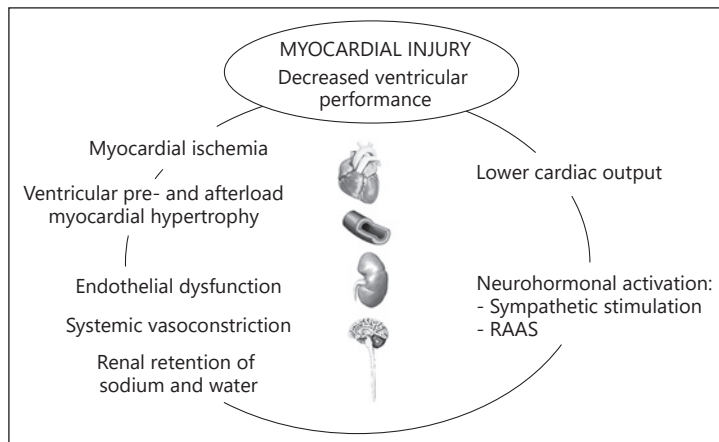 MYOCARDIAL INJURY
Decreased ventricular
performance
Lower cardiac output
Neurohormonal activation:
- Sympathetic stimulation
- RAAS
Renal retention of
sodium and water
Systemic vasoconstriction
Endothelial dysfunction
Ventricular pre- and afterload
myocardial hypertrophy
Myocardial ischemia